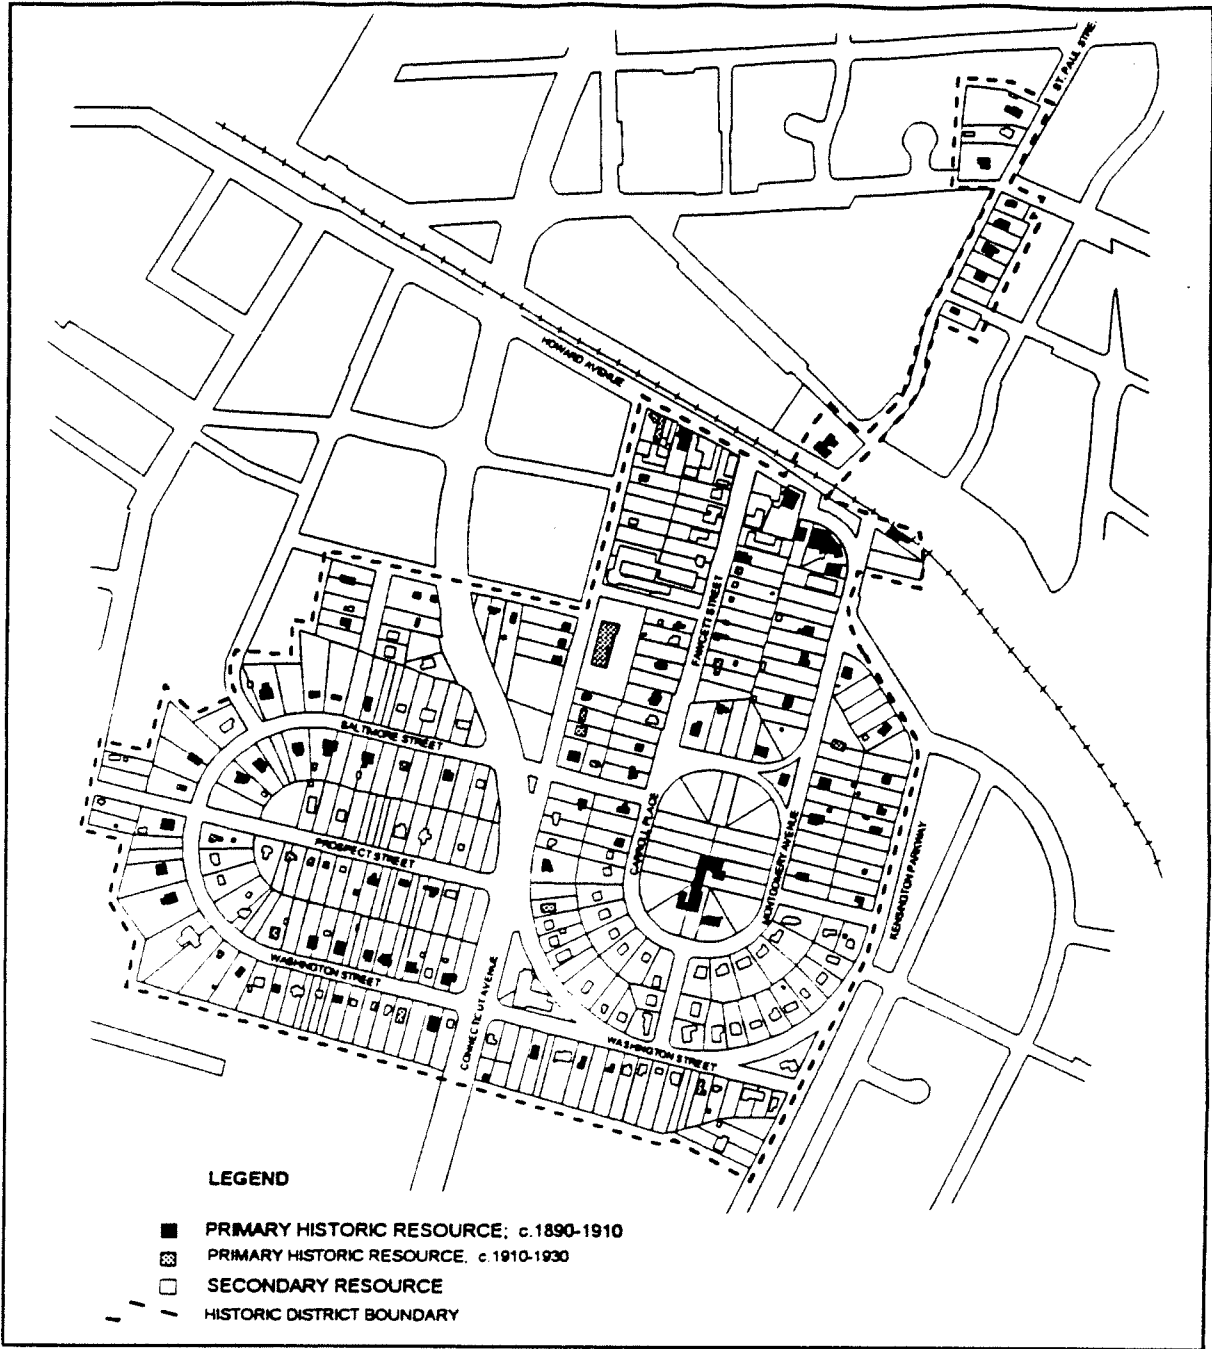 ST. PAUL STRE
HOWARD AVENUE
FAWCETT STREET
BALTIMORE STREET
PROSPECT STREET
CARROLL PLACE
MONTGOMERY AVENUE
KENSINGTON PARKWAY
WASHINGTON STREET
CONNECTICUT AVENUE
WASHINGTON STREET
LEGEND
PRIMARY HISTORIC RESOURCE; c.1890-1910
PRIMARY HISTORIC RESOURCE, c.1910-1930
SECONDARY RESOURCE
HISTORIC DISTRICT BOUNDARY